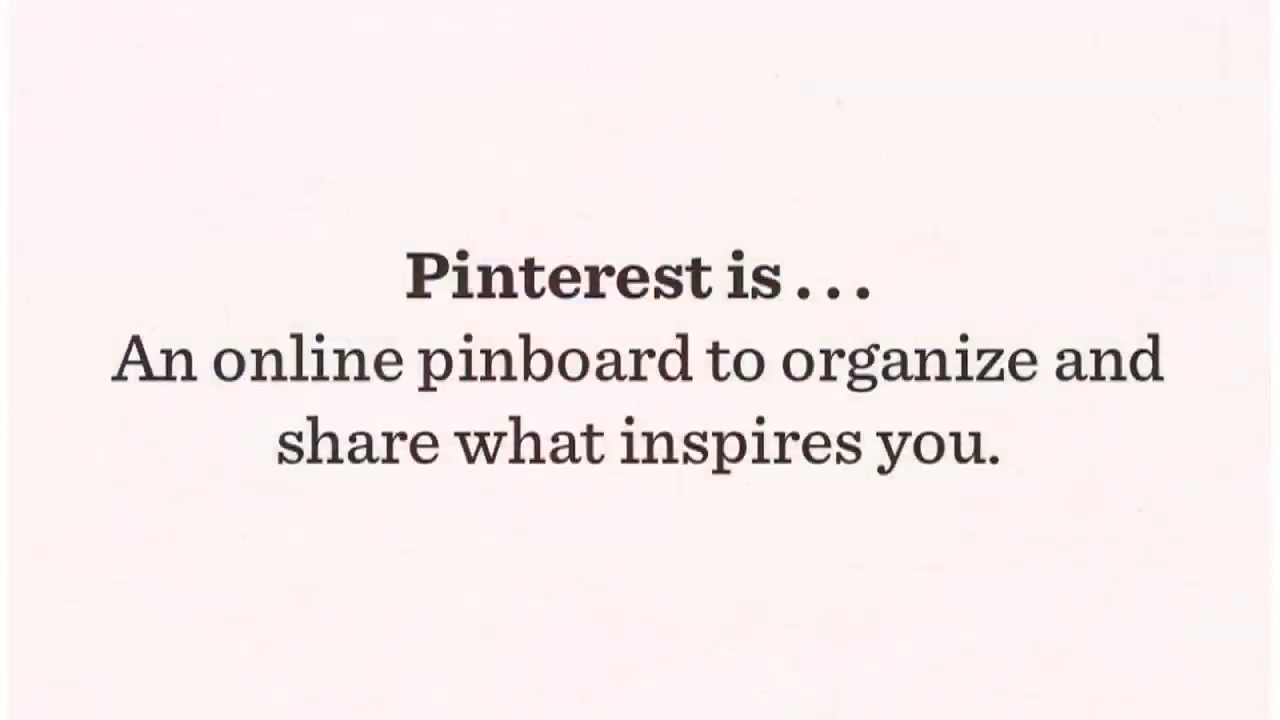 Pinterest is . . .
An online pinboard to organize and
share what inspires you.